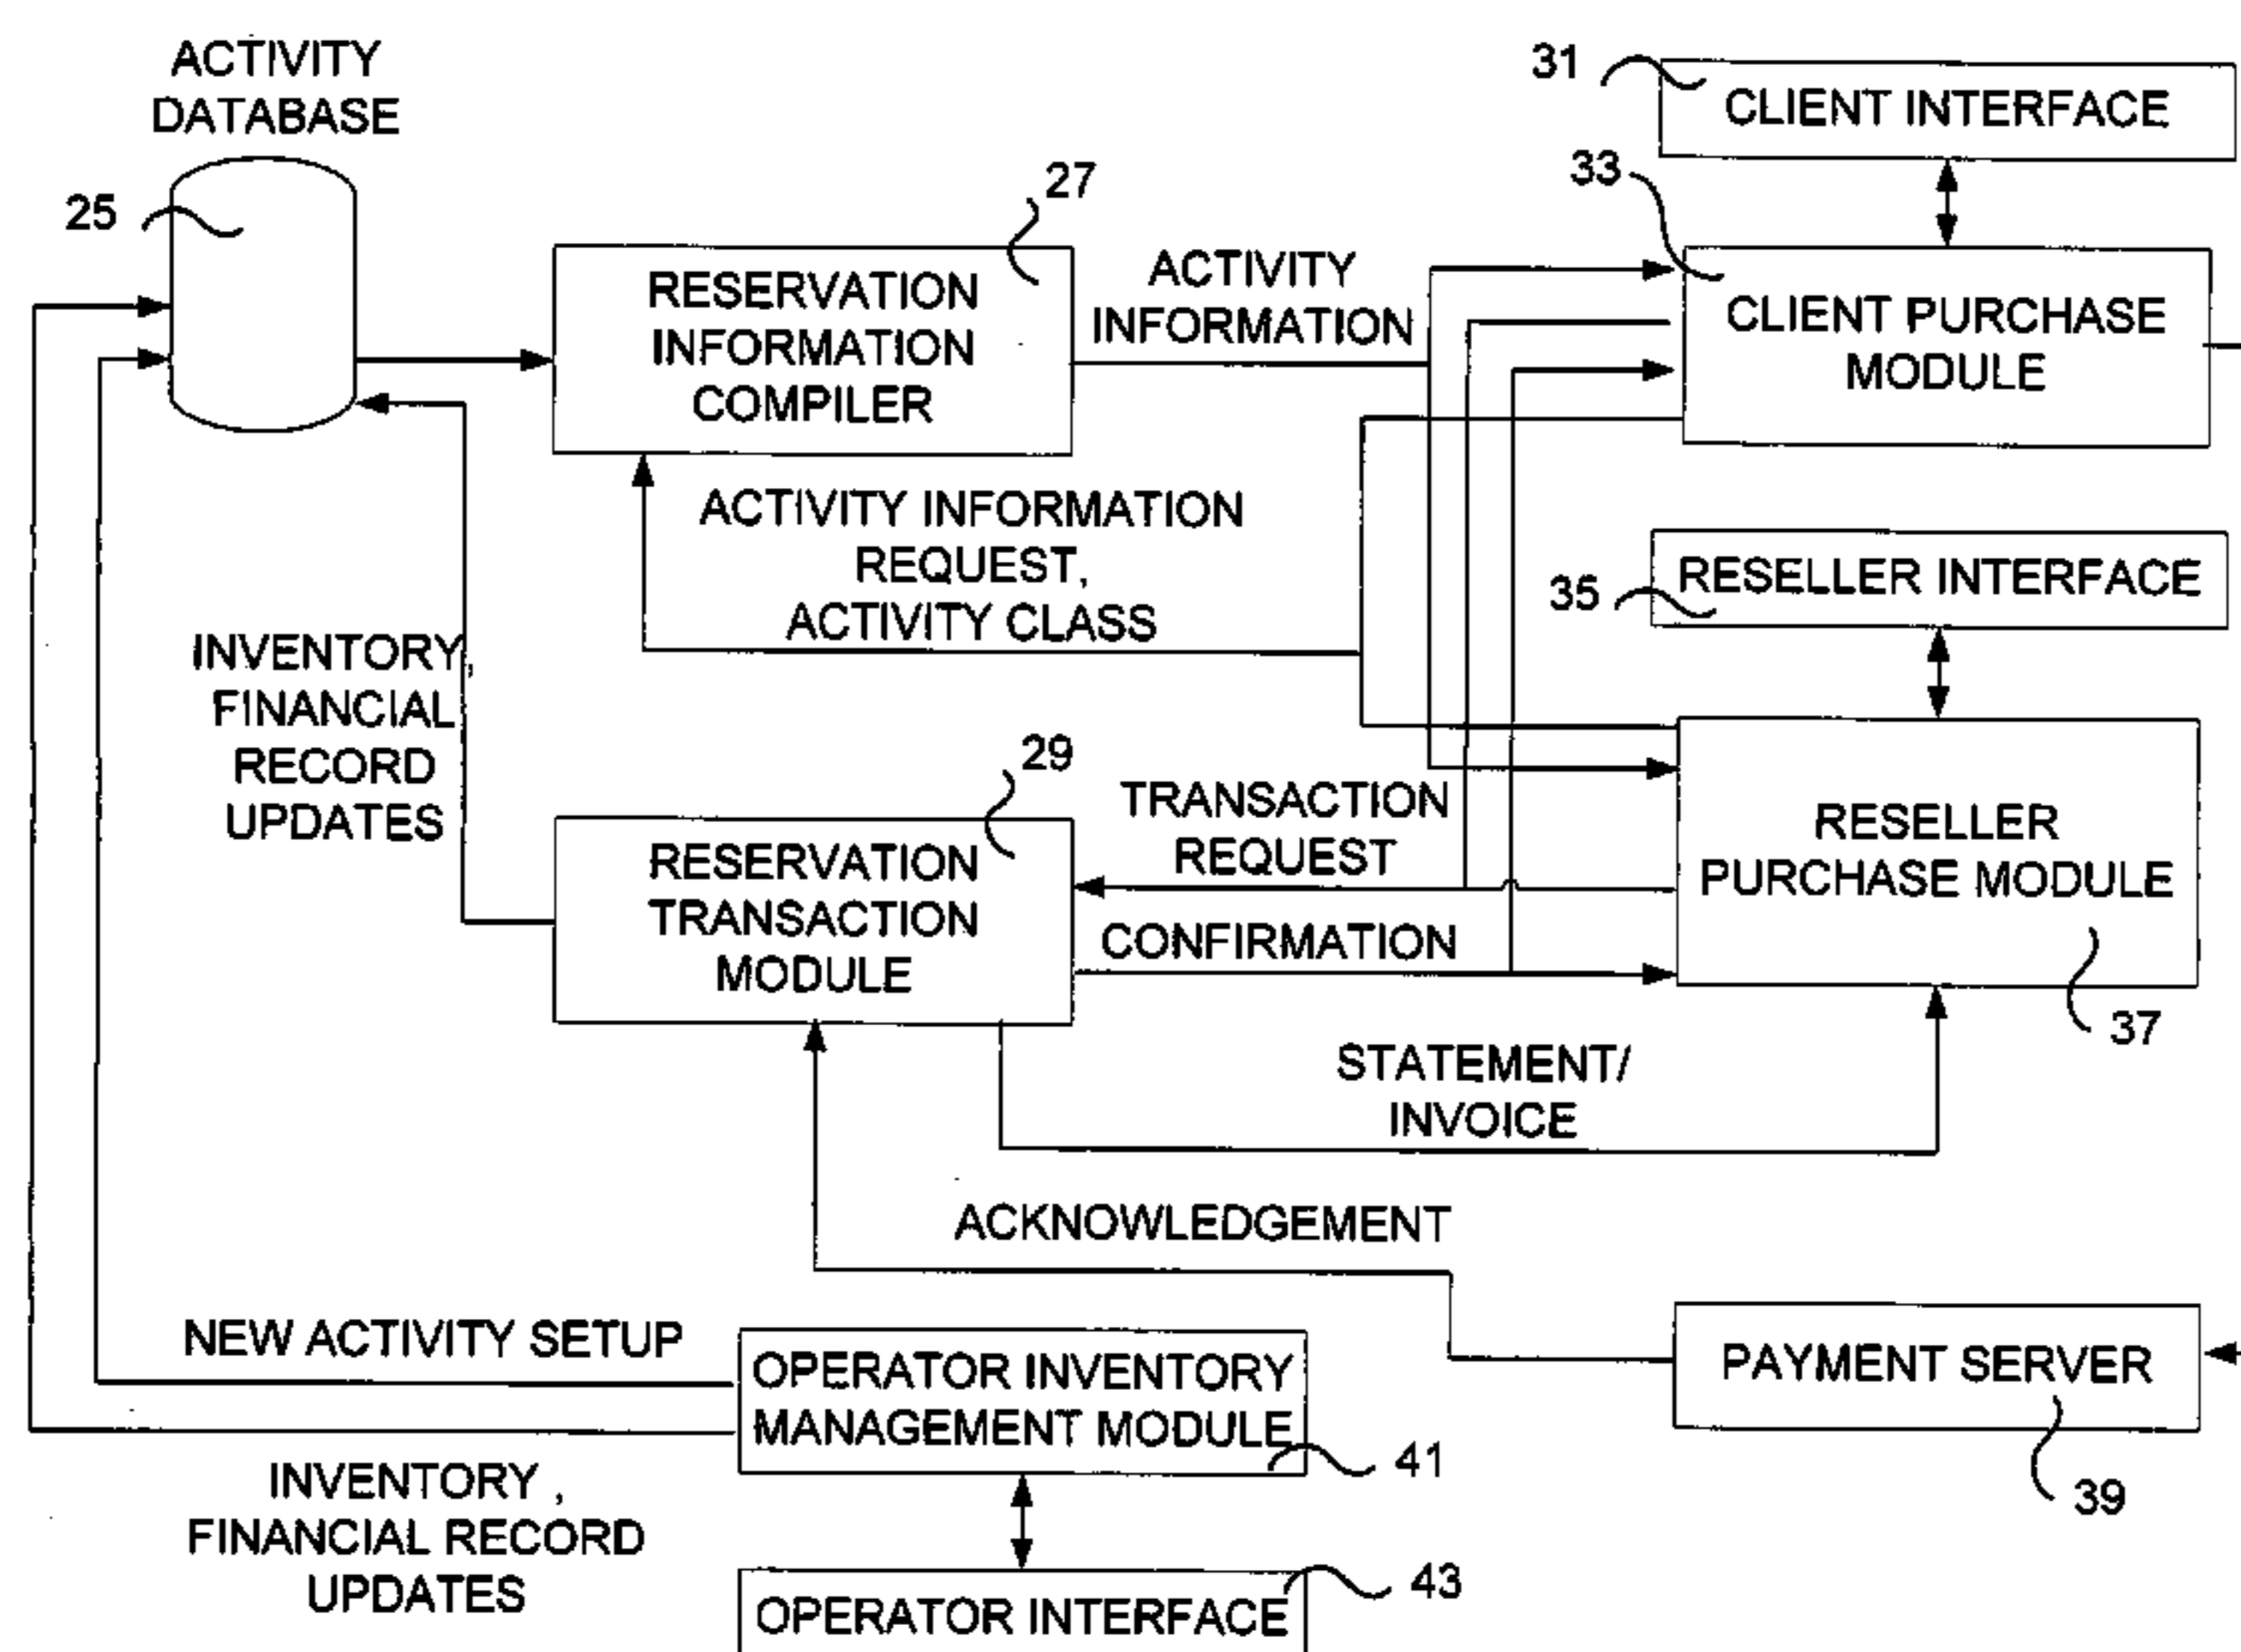 ACTIVITY
DATABASE
25
27
RESERVATION
INFORMATION
COMPILER
ACTIVITY
INFORMATION
31
CLIENT INTERFACE
33
CLIENT PURCHASE
MODULE
ACTIVITY INFORMATION
REQUEST,
ACTIVITY CLASS
RESELLER INTERFACE
35
INVENTORY,
FINANCIAL
RECORD
UPDATES
29
RESERVATION
TRANSACTION
MODULE
TRANSACTION
REQUEST
CONFIRMATION
RESELLER
PURCHASE MODULE
37
STATEMENT/
INVOICE
ACKNOWLEDGEMENT
NEW ACTIVITY SETUP
OPERATOR INVENTORY
MANAGEMENT MODULE
41
PAYMENT SERVER
39
INVENTORY ,
FINANCIAL RECORD
UPDATES
43
OPERATOR INTERFACE